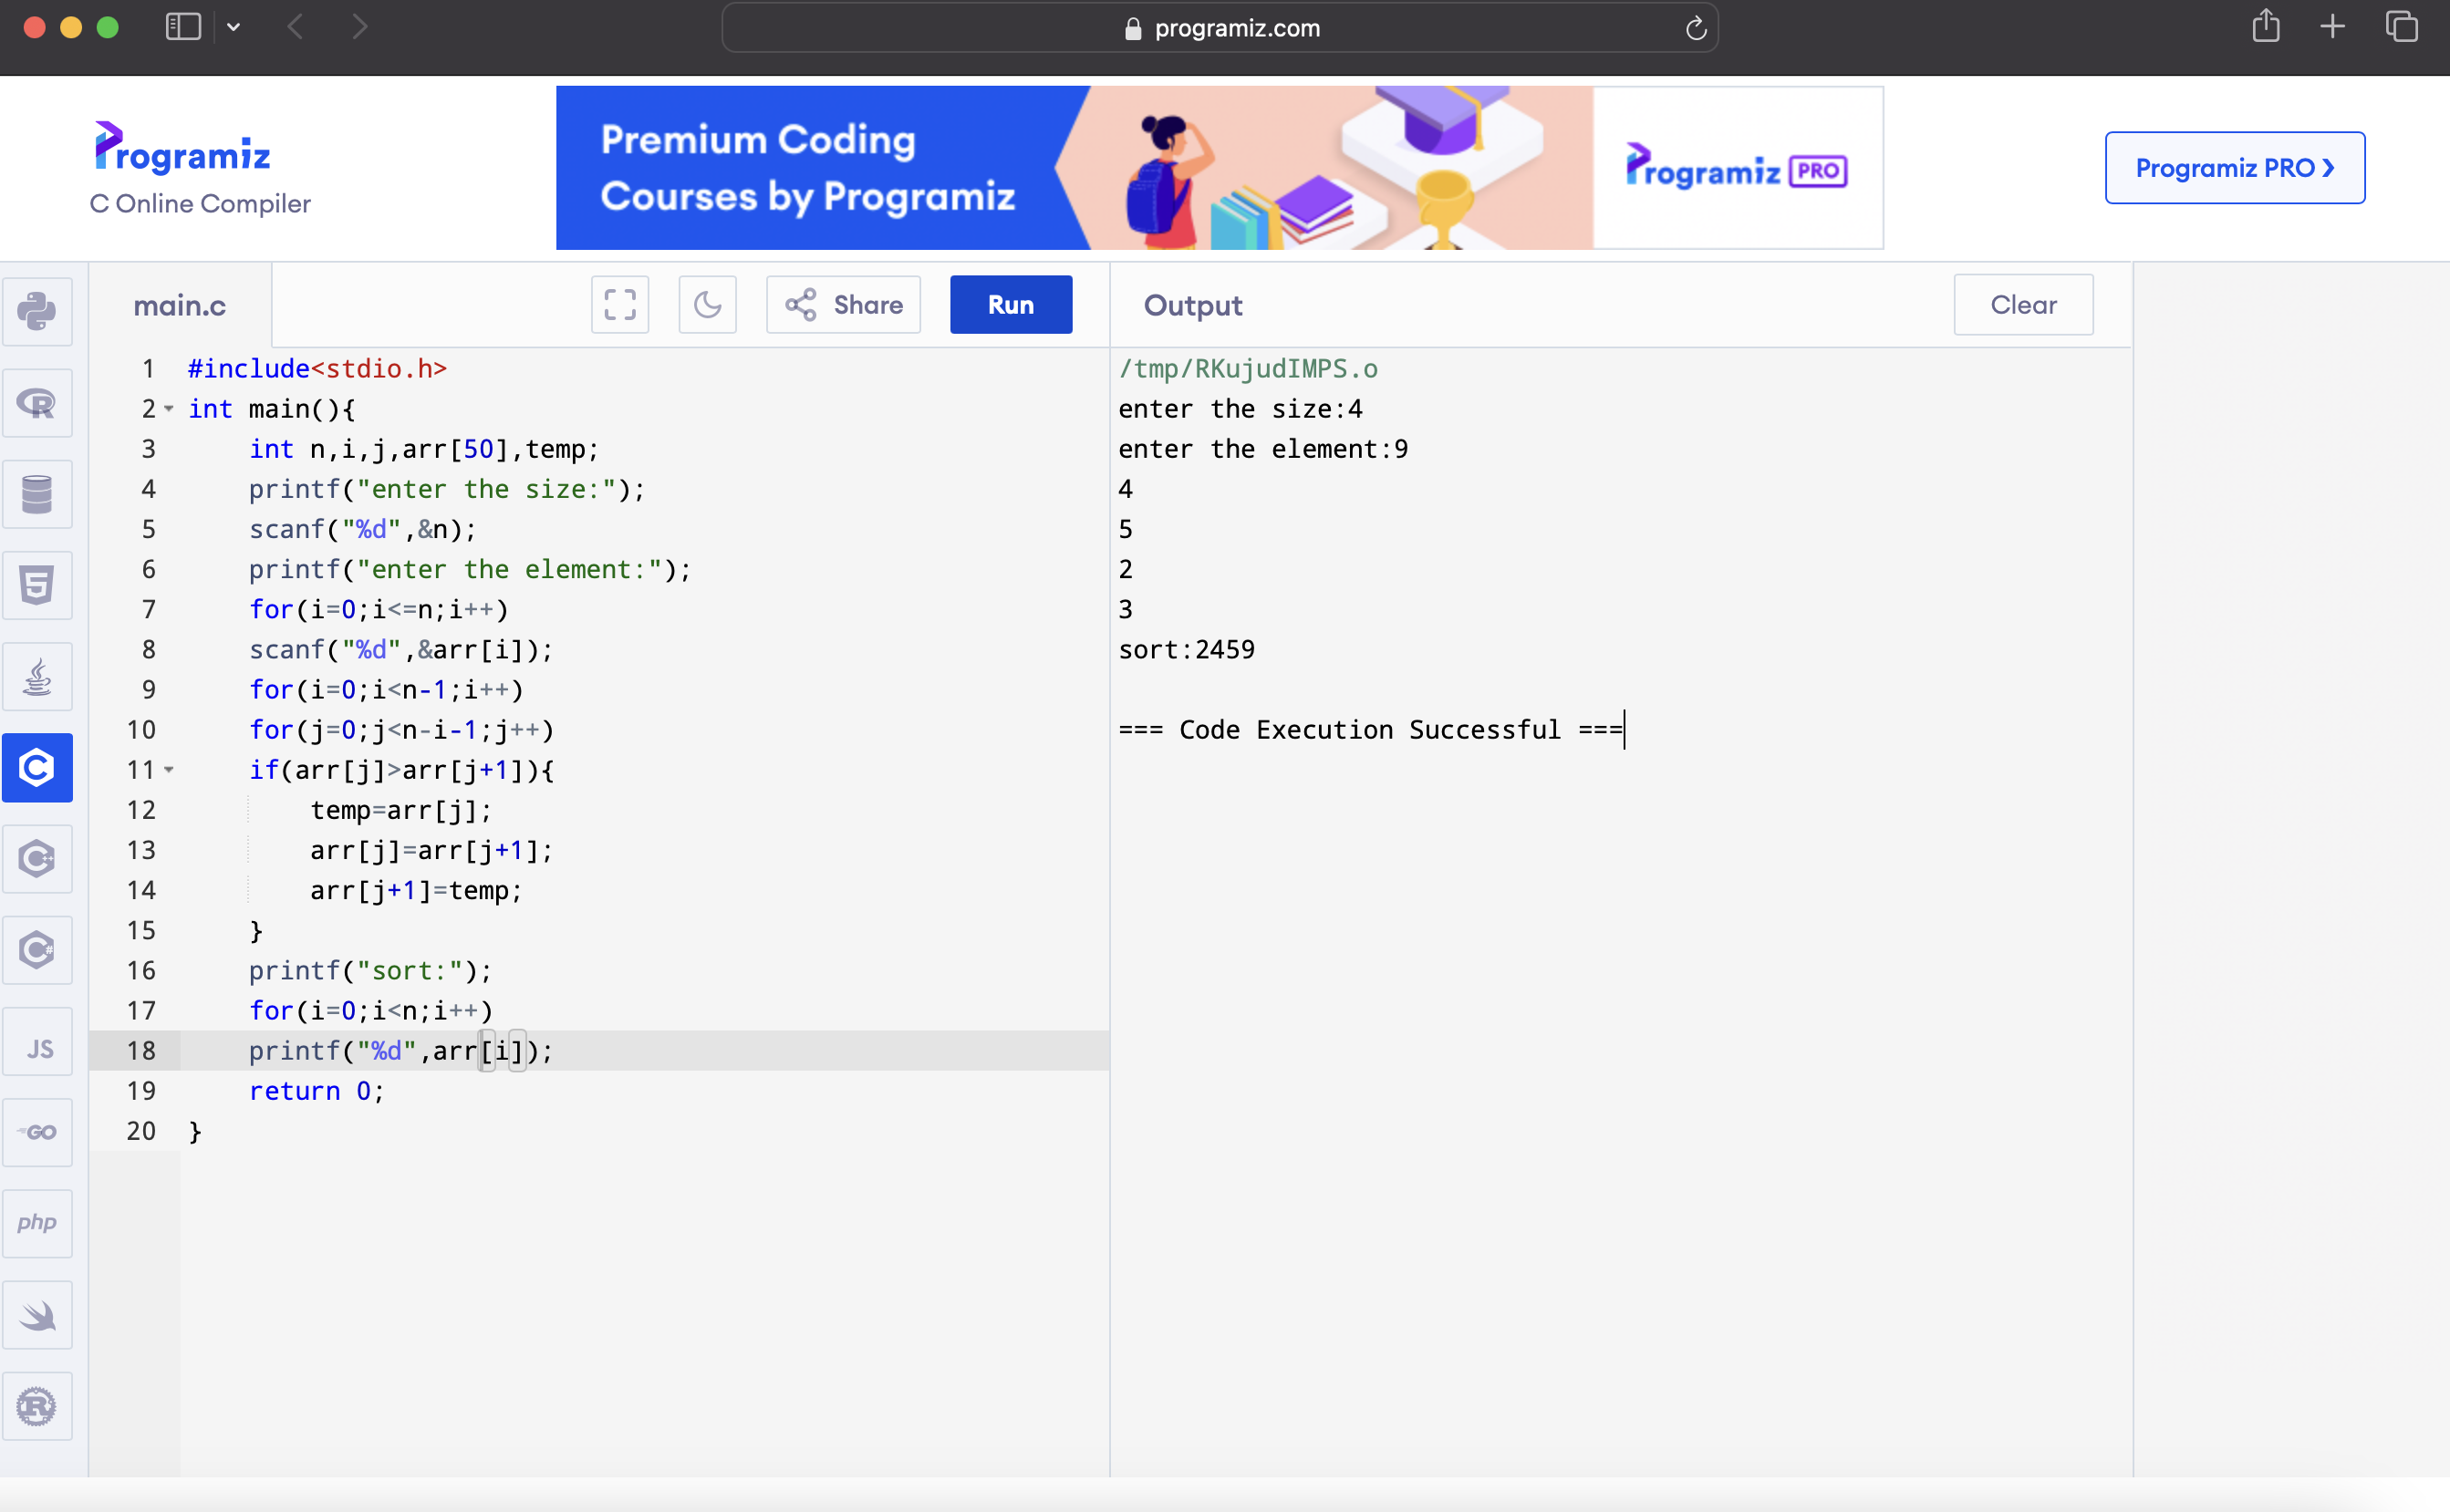 programiz.com
Programiz
C Online Compiler
Premium Coding
Courses by Programiz
Programiz PRO
Programiz PRO ❯
main.c
Share
Run
Output
Clear
1 #include<stdio.h>
2 int main(){
3     int n,i,j,arr[50],temp;
4     printf("enter the size:");
5     scanf("%d",&n);
6     printf("enter the element:");
7     for(i=0;i<=n;i++)
8     scanf("%d",&arr[i]);
9     for(i=0;i<n-1;i++)
10     for(j=0;j<n-i-1;j++)
11     if(arr[j]>arr[j+1]){
12         temp=arr[j];
13         arr[j]=arr[j+1];
14         arr[j+1]=temp;
15     }
16     printf("sort:");
17     for(i=0;i<n;i++)
18     printf("%d",arr[i]);
19     return 0;
20 }
/tmp/RKujudIMPS.o
enter the size:4
enter the element:9
4
5
2
3
sort:2459
=== Code Execution Successful ===
R
5
C
C++
C#
JS
GO
php
R